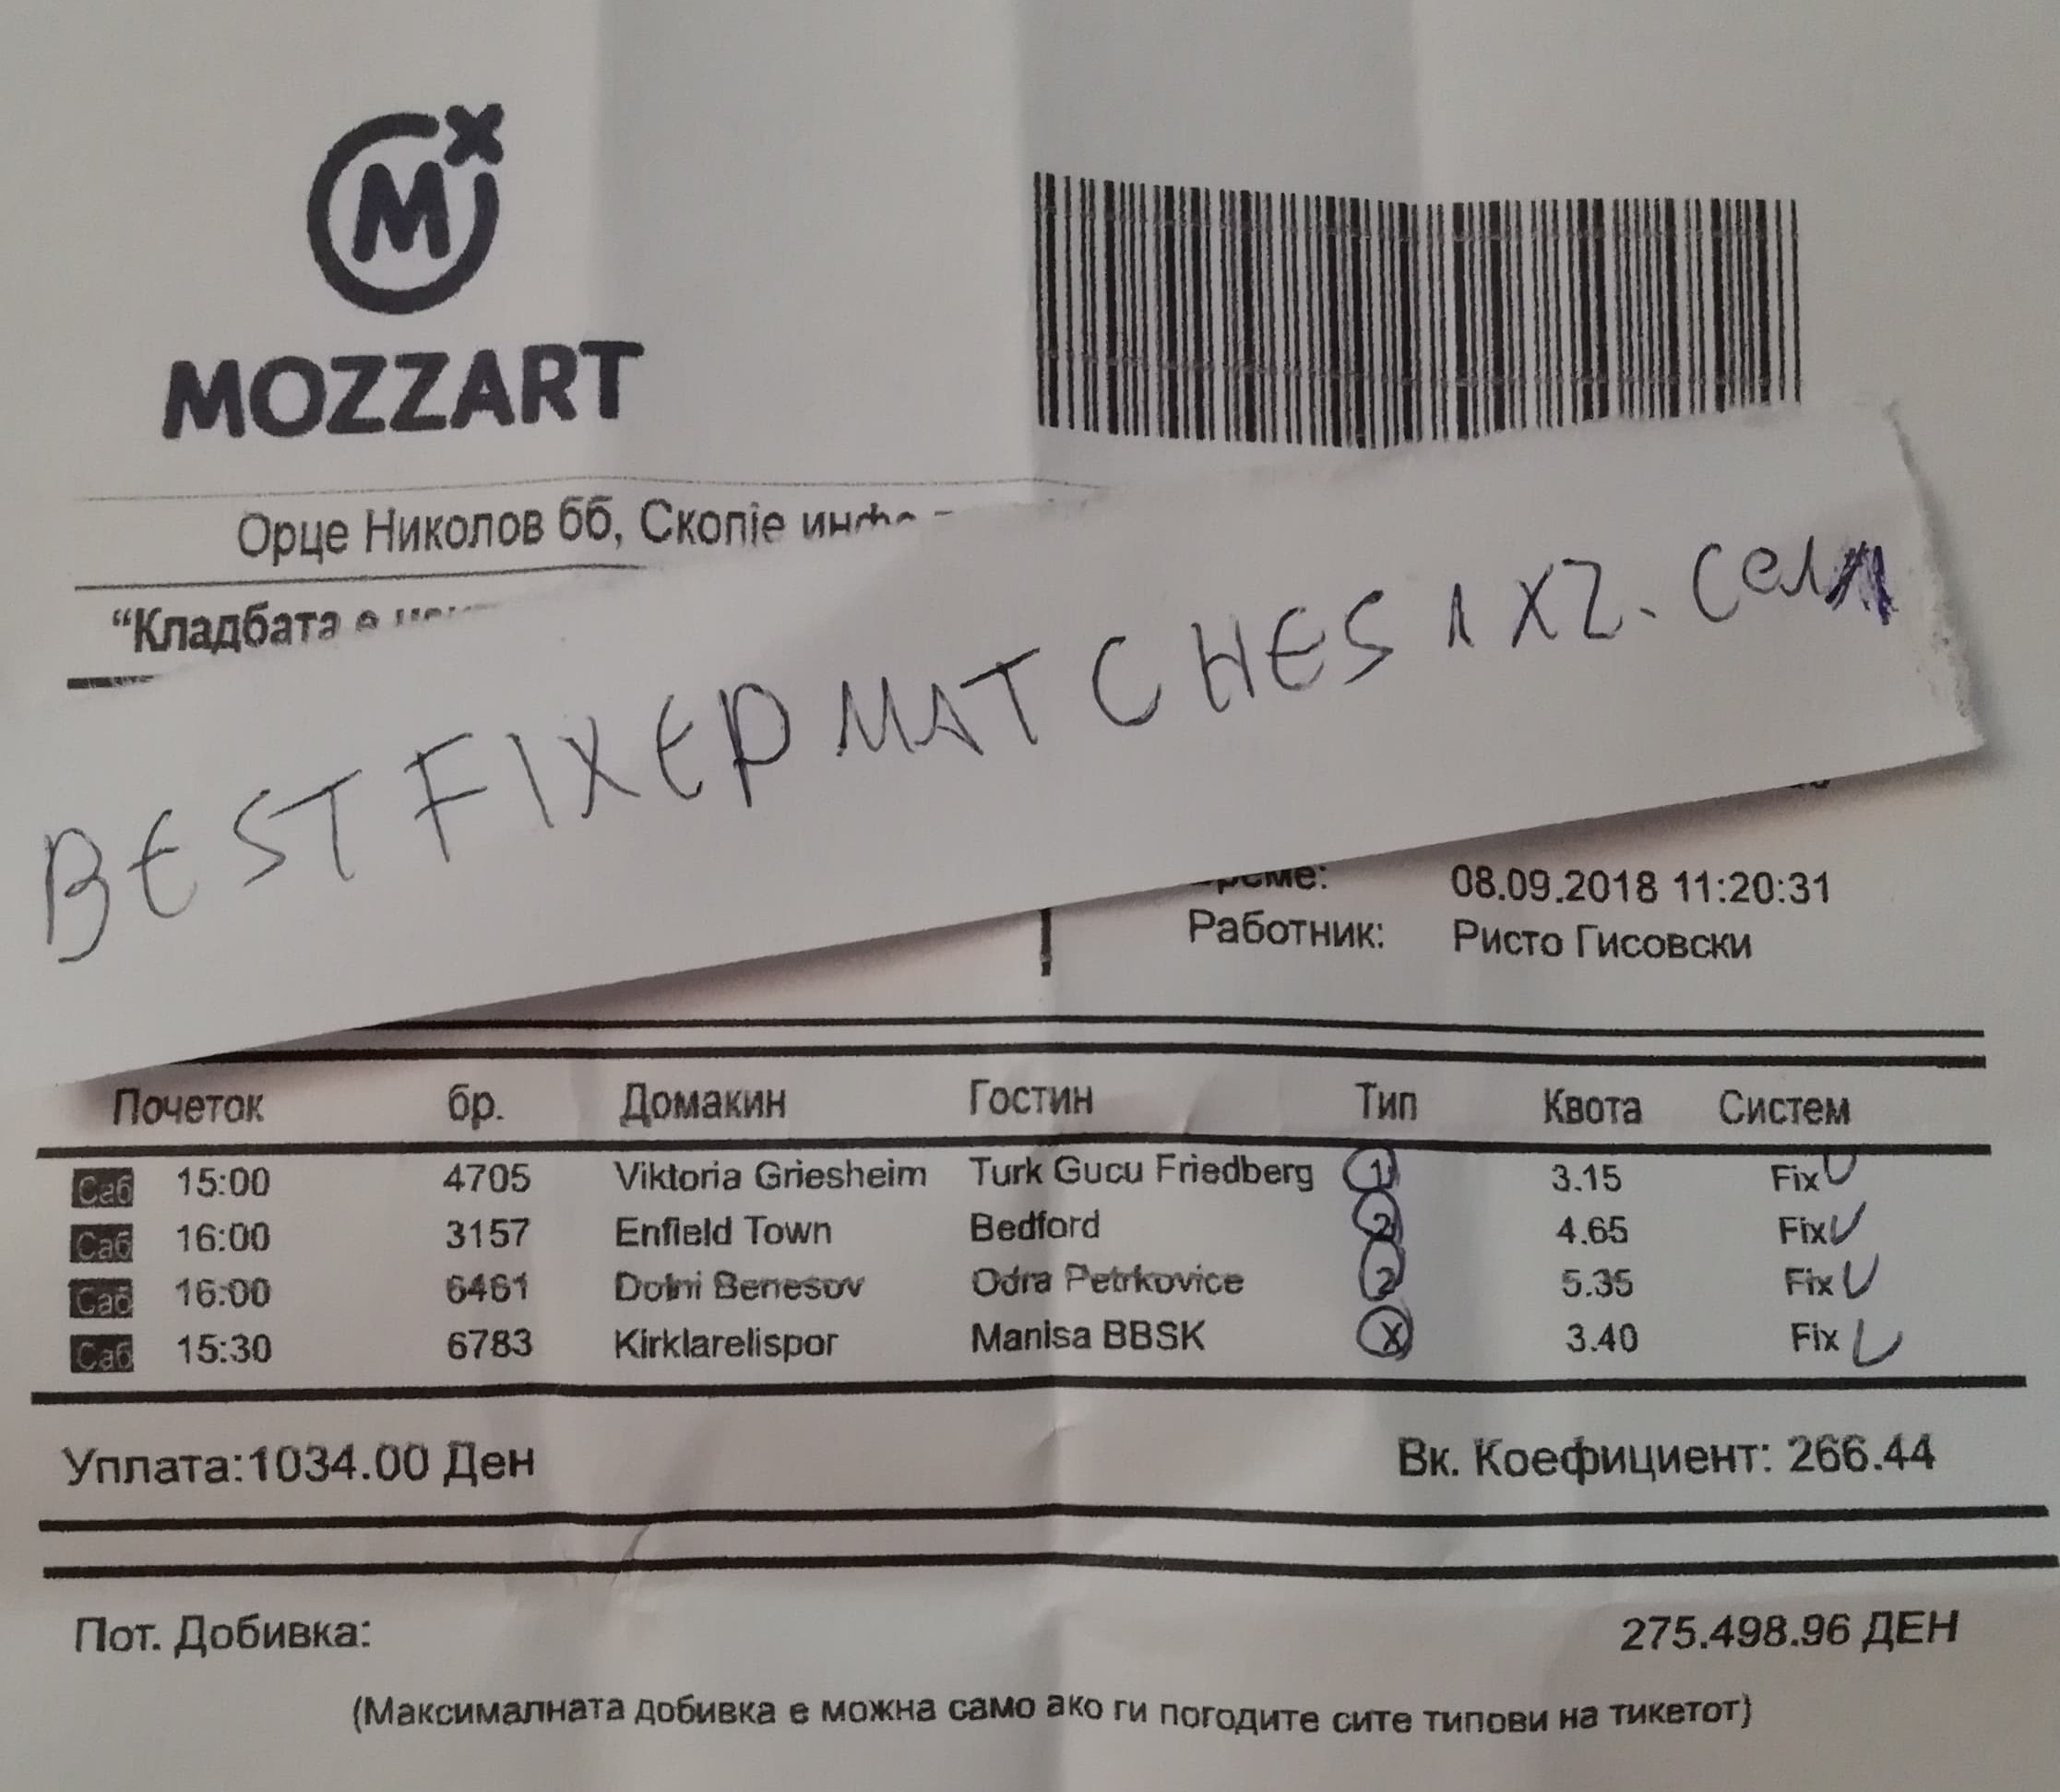 MOZZART
Орце Николов бб, Скопје
“Кладбата е
BESTFIXEDMATCHES1X2.COM
08.09.2018 11:20:31
Работник: Ристо Гисовски
Почеток бр. Домакин Гостин Тип Квота Систем
Саб 15:00 4705 Viktoria Griesheim Turk Gucu Friedberg 1 3.15 Fix
Саб 16:00 3157 Enfield Town Bedford 2 4.65 Fix
Саб 16:00 6461 Dolni Benesov Odra Petrkovice 2 5.35 Fix
Саб 15:30 6783 Kirklarelispor Manisa BBSK X 3.40 Fix
Уплата:1034.00 Ден Вк. Коефициент: 266.44
Пот. Добивка: 275.498.96 ДЕН
(Максималната добивка е можна само ако ги погодите сите типови на тикетот)